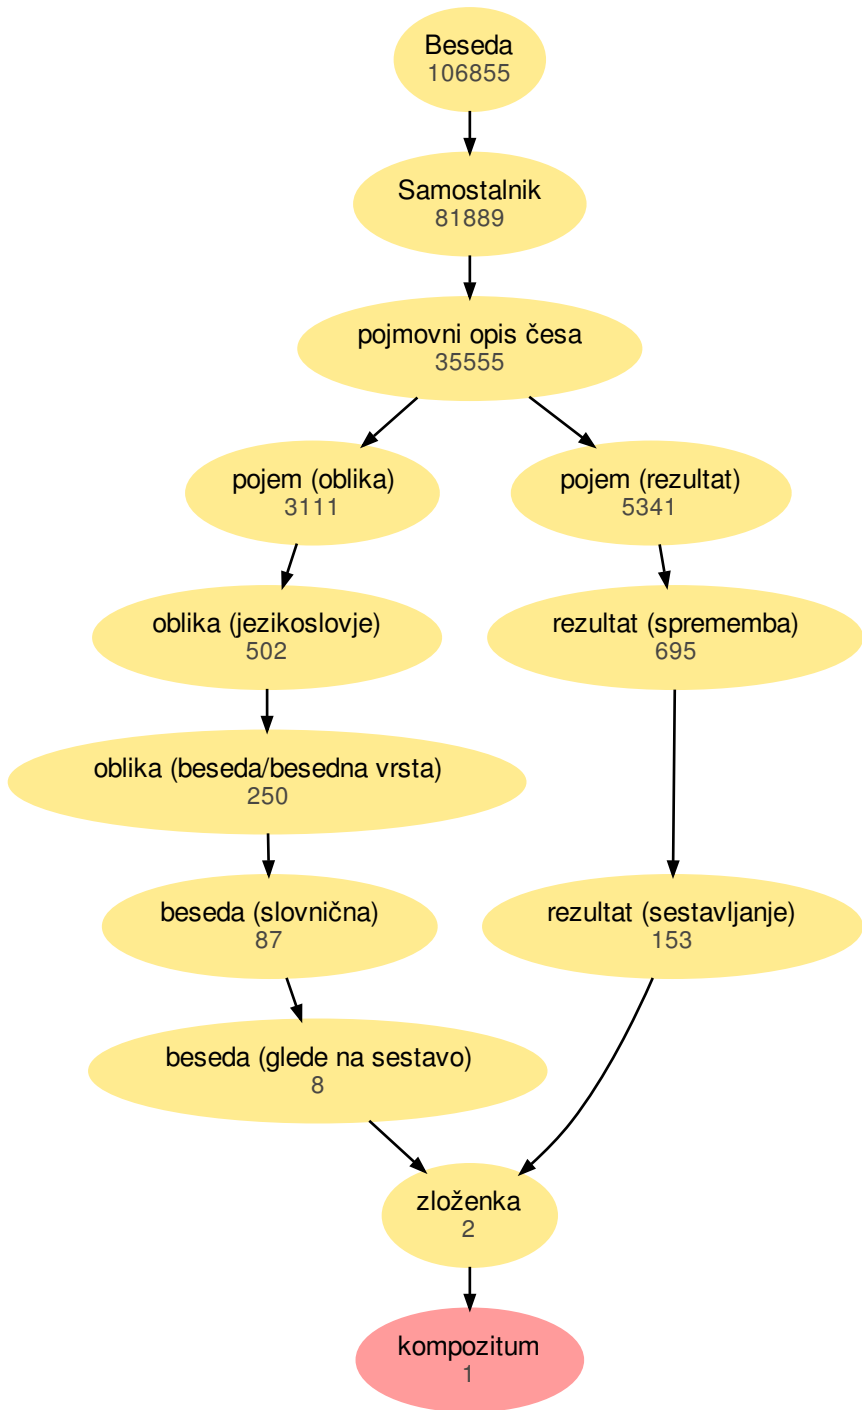 Beseda
106855
Samostalnik
81889
pojmovni opis česa
35555
pojem (oblika)
3111
pojem (rezultat)
5341
oblika (jezikoslovje)
502
rezultat (sprememba)
695
oblika (beseda/besedna vrsta)
250
beseda (slovnična)
87
rezultat (sestavljanje)
153
beseda (glede na sestavo)
8
zloženka
2
kompozitum
1